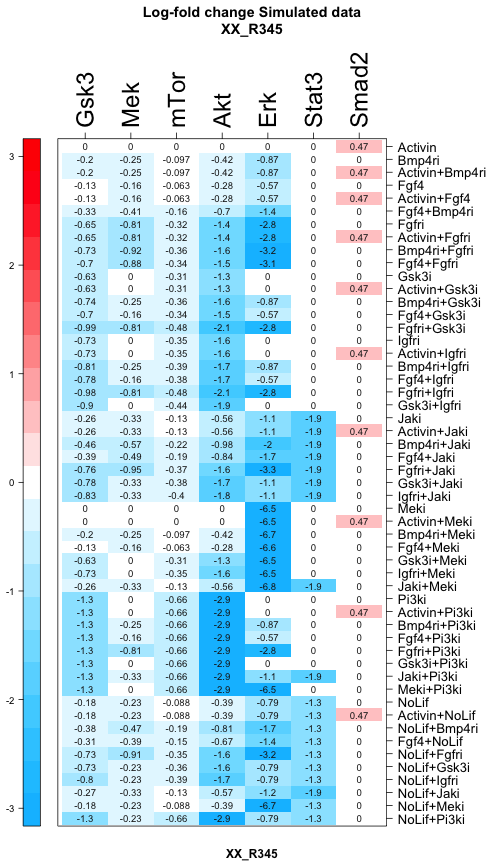 Log-fold change Simulated data
XX_R345
Gsk3 Mek mTor Akt Erk Stat3 Smad2
3
2
1
0
-1
-2
-3
0 0 0 0 0 0 0.47 Activin
-0.2 -0.25 -0.097 -0.42 -0.87 0 0 Bmp4ri
-0.2 -0.25 -0.097 -0.42 -0.87 0 0.47 Activin+Bmp4ri
-0.13 -0.16 -0.063 -0.28 -0.57 0 0 Fgf4
-0.13 -0.16 -0.063 -0.28 -0.57 0 0.47 Activin+Fgf4
-0.33 -0.41 -0.16 -0.7 -1.4 0 0 Fgf4+Bmp4ri
-0.65 -0.81 -0.32 -1.4 -2.8 0 0 Fgfri
-0.65 -0.81 -0.32 -1.4 -2.8 0 0.47 Activin+Fgfri
-0.73 -0.92 -0.36 -1.6 -3.2 0 0 Bmp4ri+Fgfri
-0.7 -0.88 -0.34 -1.5 -3.1 0 0 Fgf4+Fgfri
-0.63 0 -0.31 -1.3 0 0 0 Gsk3i
-0.63 0 -0.31 -1.3 0 0 0.47 Activin+Gsk3i
-0.74 -0.25 -0.36 -1.6 -0.87 0 0 Bmp4ri+Gsk3i
-0.7 -0.16 -0.34 -1.5 -0.57 0 0 Fgf4+Gsk3i
-0.99 -0.81 -0.48 -2.1 -2.8 0 0 Fgfri+Gsk3i
-0.73 0 -0.35 -1.6 0 0 0 Igfri
-0.73 0 -0.35 -1.6 0 0 0.47 Activin+Igfri
-0.81 -0.25 -0.39 -1.7 -0.87 0 0 Bmp4ri+Igfri
-0.78 -0.16 -0.38 -1.7 -0.57 0 0 Fgf4+Igfri
-0.98 -0.81 -0.48 -2.1 -2.8 0 0 Fgfri+Igfri
-0.9 0 -0.44 -1.9 0 0 0 Gsk3i+Igfri
-0.26 -0.33 -0.13 -0.56 -1.1 -1.9 0 Jaki
-0.26 -0.33 -0.13 -0.56 -1.1 -1.9 0.47 Activin+Jaki
-0.46 -0.57 -0.22 -0.98 -2 -1.9 0 Bmp4ri+Jaki
-0.39 -0.49 -0.19 -0.84 -1.7 -1.9 0 Fgf4+Jaki
-0.76 -0.95 -0.37 -1.6 -3.3 -1.9 0 Fgfri+Jaki
-0.78 -0.33 -0.38 -1.7 -1.1 -1.9 0 Gsk3i+Jaki
-0.83 -0.33 -0.4 -1.8 -1.1 -1.9 0 Igfri+Jaki
0 0 0 0 -6.5 0 0 Meki
0 0 0 0 -6.5 0 0.47 Activin+Meki
-0.2 -0.25 -0.097 -0.42 -6.7 0 0 Bmp4ri+Meki
-0.13 -0.16 -0.063 -0.28 -6.6 0 0 Fgf4+Meki
-0.63 0 -0.31 -1.3 -6.5 0 0 Gsk3i+Meki
-0.73 0 -0.35 -1.6 -6.5 0 0 Igfri+Meki
-0.26 -0.33 -0.13 -0.56 -6.8 -1.9 0 Jaki+Meki
-1.3 0 -0.66 -2.9 0 0 0 Pi3ki
-1.3 0 -0.66 -2.9 0 0 0.47 Activin+Pi3ki
-1.3 -0.25 -0.66 -2.9 -0.87 0 0 Bmp4ri+Pi3ki
-1.3 -0.16 -0.66 -2.9 -0.57 0 0 Fgf4+Pi3ki
-1.3 -0.81 -0.66 -2.9 -2.8 0 0 Fgfri+Pi3ki
-1.3 0 -0.66 -2.9 0 0 0 Gsk3i+Pi3ki
-1.3 -0.33 -0.66 -2.9 -1.1 -1.9 0 Jaki+Pi3ki
-1.3 0 -0.66 -2.9 -6.5 0 0 Meki+Pi3ki
-0.18 -0.23 -0.088 -0.39 -0.79 -1.3 0 NoLif
-0.18 -0.23 -0.088 -0.39 -0.79 -1.3 0.47 Activin+NoLif
-0.38 -0.47 -0.19 -0.81 -1.7 -1.3 0 NoLif+Bmp4ri
-0.31 -0.39 -0.15 -0.67 -1.4 -1.3 0 Fgf4+NoLif
-0.73 -0.91 -0.35 -1.6 -3.2 -1.3 0 NoLif+Fgfri
-0.73 -0.23 -0.36 -1.6 -0.79 -1.3 0 NoLif+Gsk3i
-0.8 -0.23 -0.39 -1.7 -0.79 -1.3 0 NoLif+Igfri
-0.27 -0.33 -0.13 -0.57 -1.2 -1.9 0 NoLif+Jaki
-0.18 -0.23 -0.088 -0.39 -6.7 -1.3 0 NoLif+Meki
-1.3 -0.23 -0.66 -2.9 -0.79 -1.3 0 NoLif+Pi3ki
XX_R345